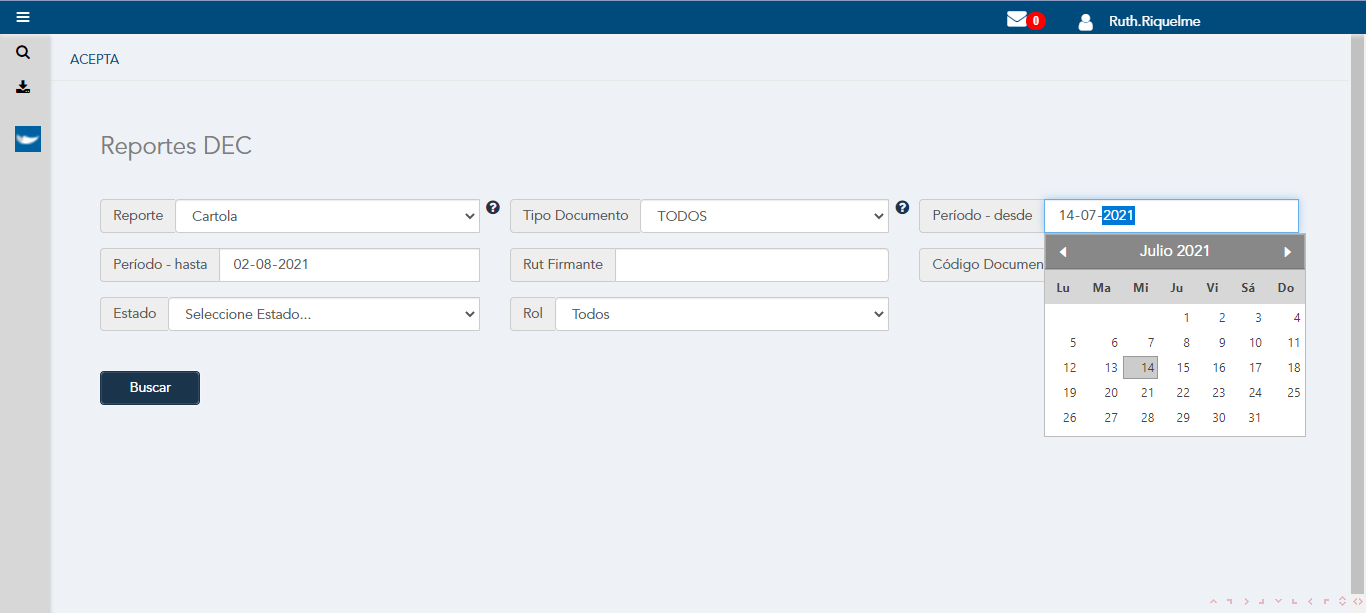 0 Ruth.Riquelme
ACEPTA
Reportes DEC
Reporte Cartola ? Tipo Documento TODOS ? Período - desde 14-07-2021
Período - hasta 02-08-2021 Rut Firmante Código Documen
Estado Seleccione Estado... Rol Todos
Buscar
Julio 2021
Lu Ma Mi Ju Vi Sá Do
1 2 3 4
5 6 7 8 9 10 11
12 13 14 15 16 17 18
19 20 21 22 23 24 25
26 27 28 29 30 31